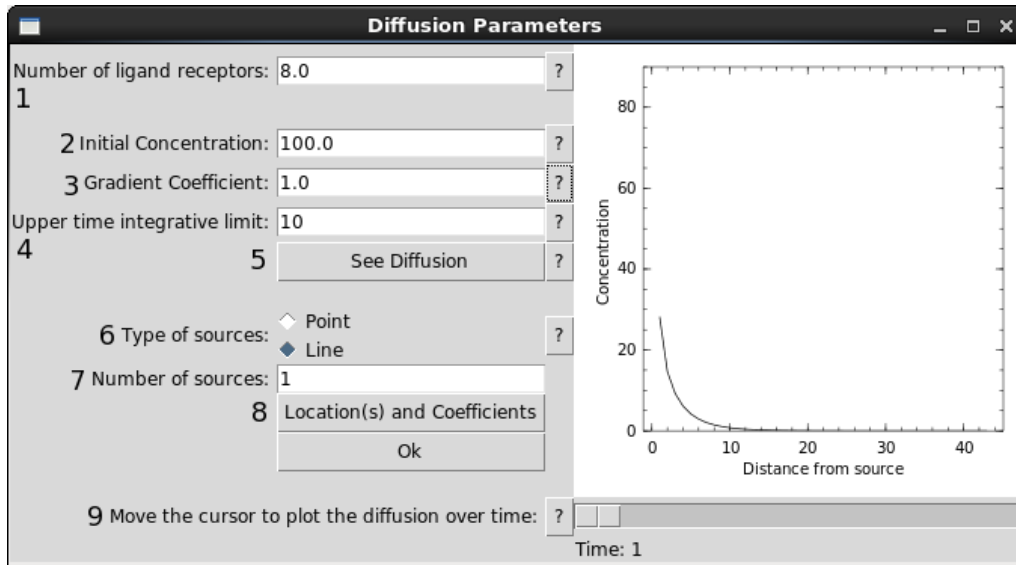 Diffusion Parameters
Number of ligand receptors: 8.0 ?
1
2 Initial Concentration: 100.0 ?
3 Gradient Coefficient: 1.0 ?
Upper time integrative limit: 10 ?
4
5 See Diffusion ?
6 Type of sources: Point
Line ?
7 Number of sources: 1
8 Location(s) and Coefficients
Ok
9 Move the cursor to plot the diffusion over time: ?
Concentration
80
60
40
20
0
0 10 20 30 40
Distance from source
Time: 1